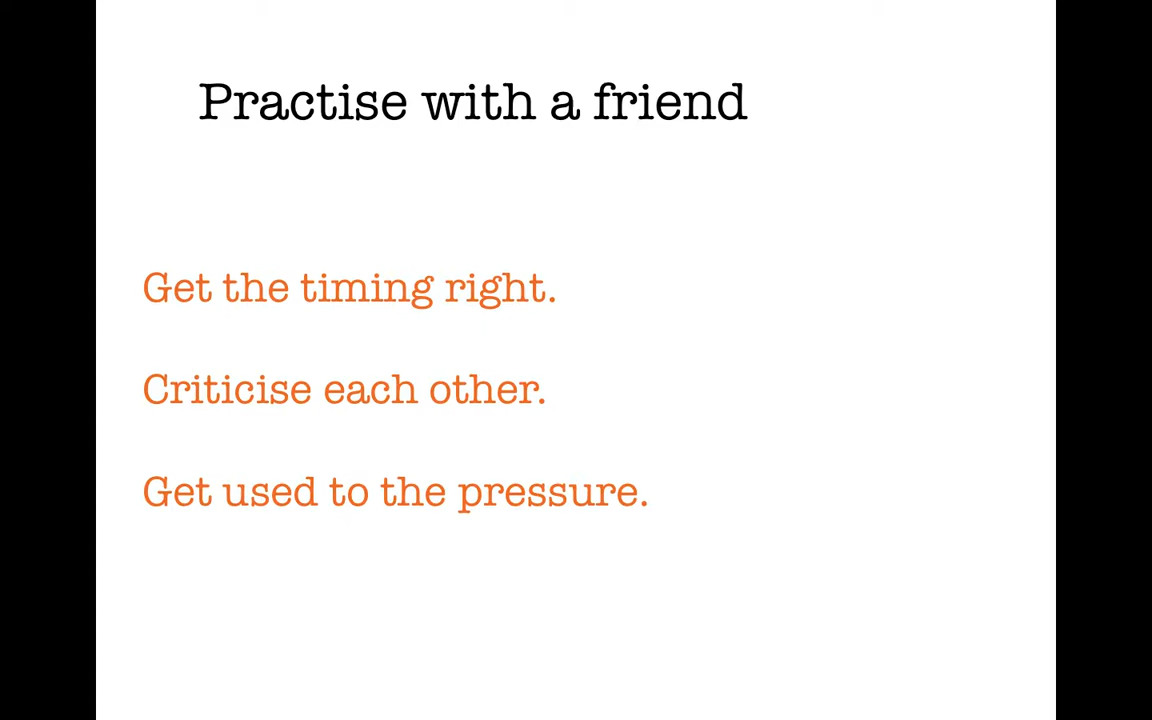 Practise with a friend
Get the timing right.
Criticise each other.
Get used to the pressure.